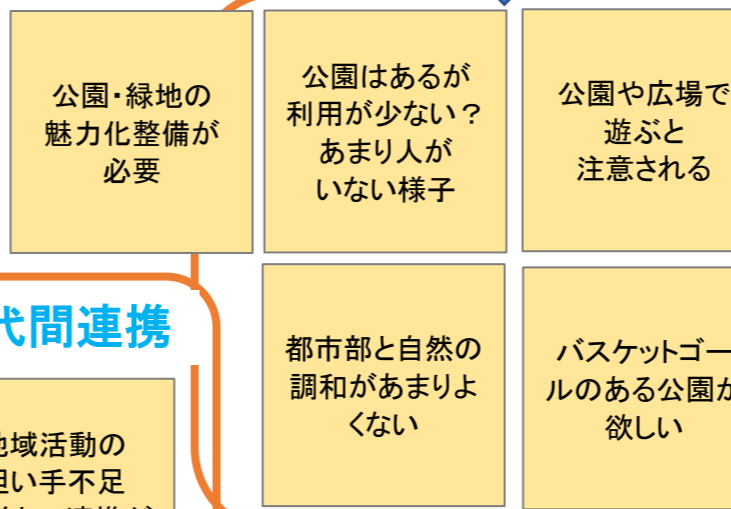 公園・緑地の
魅力化整備が
必要
公園はあるが
利用が少ない？
あまり人が
いない様子
公園や広場で
遊ぶと
注意される
代間連携
都市部と自然の
調和があまりよ
くない
バスケットゴー
ルのある公園が
欲しい
地域活動の
担い手不足